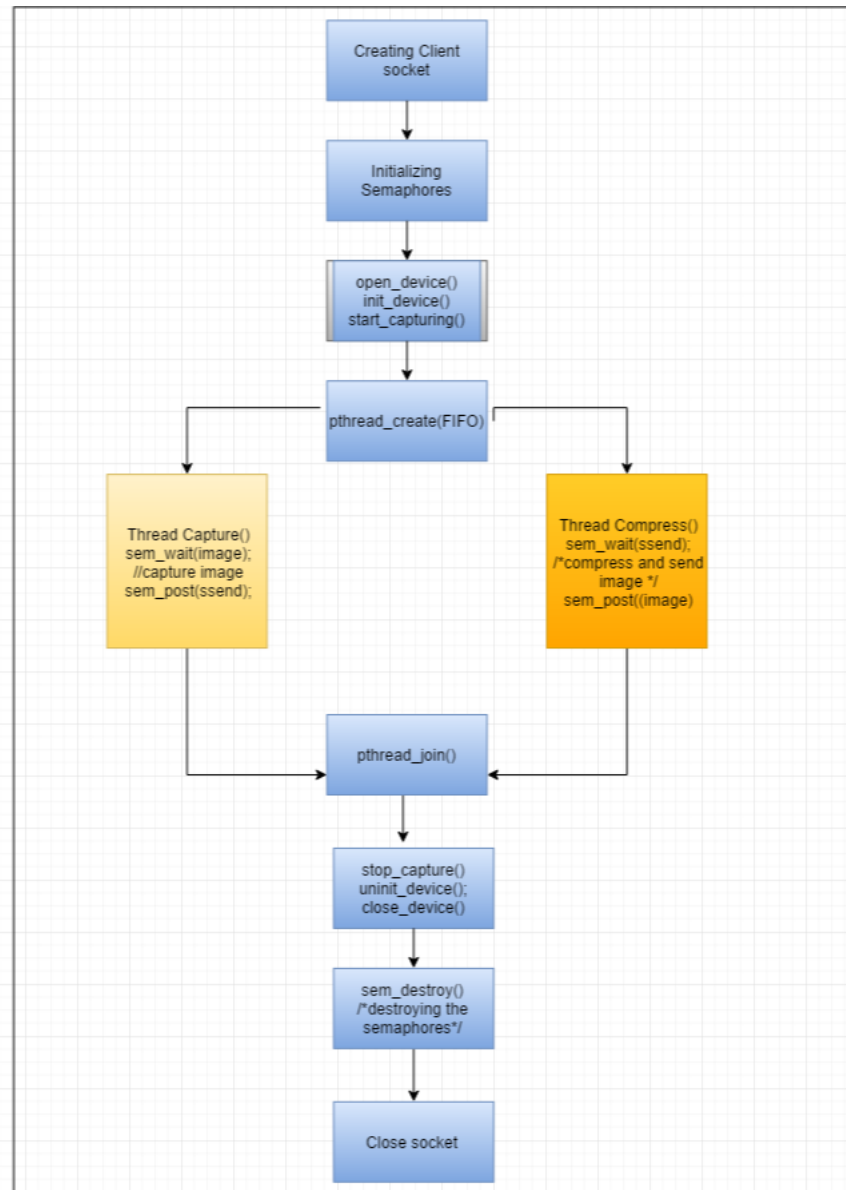 Creating Client
socket
Initializing
Semaphores
open_device()
init_device()
start_capturing()
pthread_create(FIFO)
Thread Capture()
sem_wait(image);
//capture image
sem_post(ssend);
Thread Compress()
sem_wait(ssend);
/*compress and send
image */
sem_post((image)
pthread_join()
stop_capture()
uninit_device();
close_device()
sem_destroy()
/*destroying the
semaphores*/
Close socket